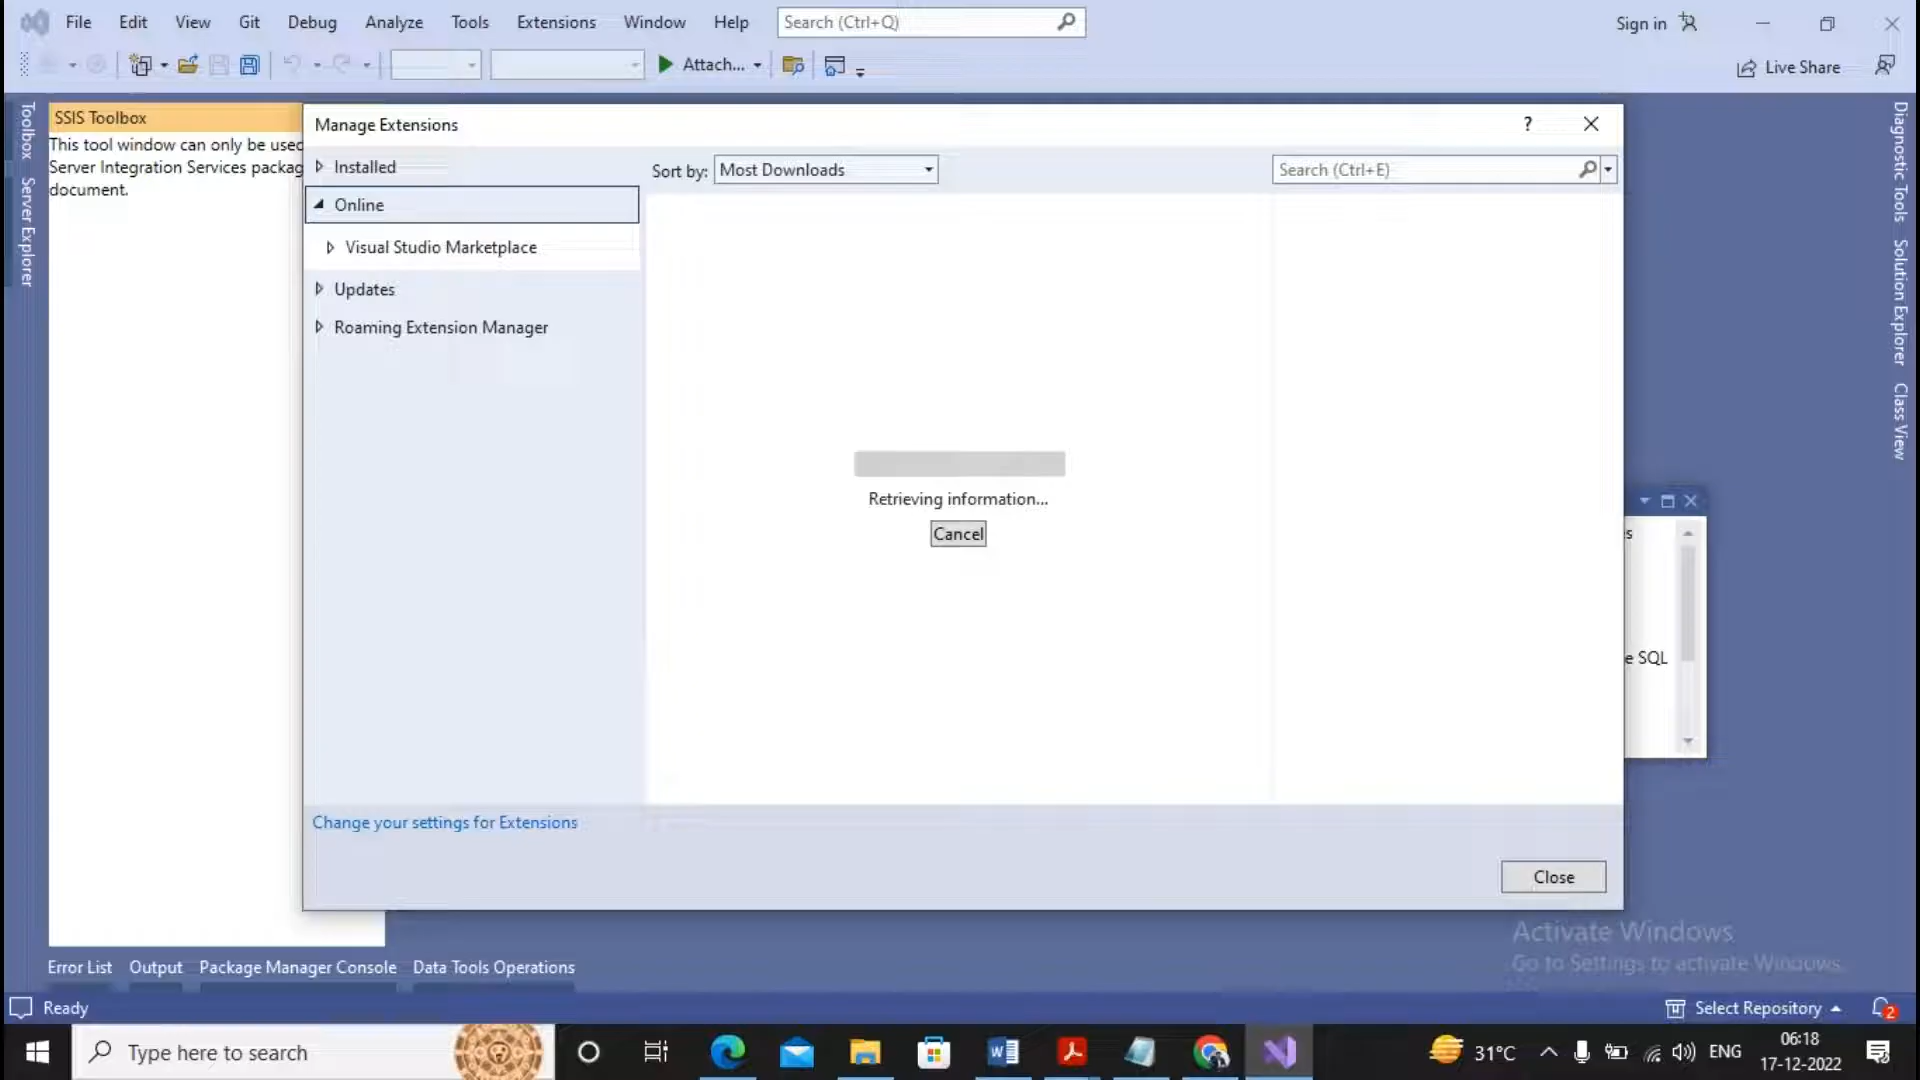 File Edit View Git Debug Analyze Tools Extensions Window Help Search (Ctrl+Q) Sign in
Attach... Live Share
Toolbox
Server Explorer
SSIS Toolbox
This tool window can only be used
Server Integration Services packag
document.
Manage Extensions ?
Installed
Sort by: Most Downloads Search (Ctrl+E)
Online
Visual Studio Marketplace
Updates
Roaming Extension Manager
Retrieving information...
Cancel
Change your settings for Extensions
Close
Diagnostic Tools
Solution Explorer
Class View
s
e SQL
Activate Windows
Go to Settings to activate Windows.
Error List Output Package Manager Console Data Tools Operations
Ready Select Repository 2
Type here to search 31°C ENG 06:18
17-12-2022